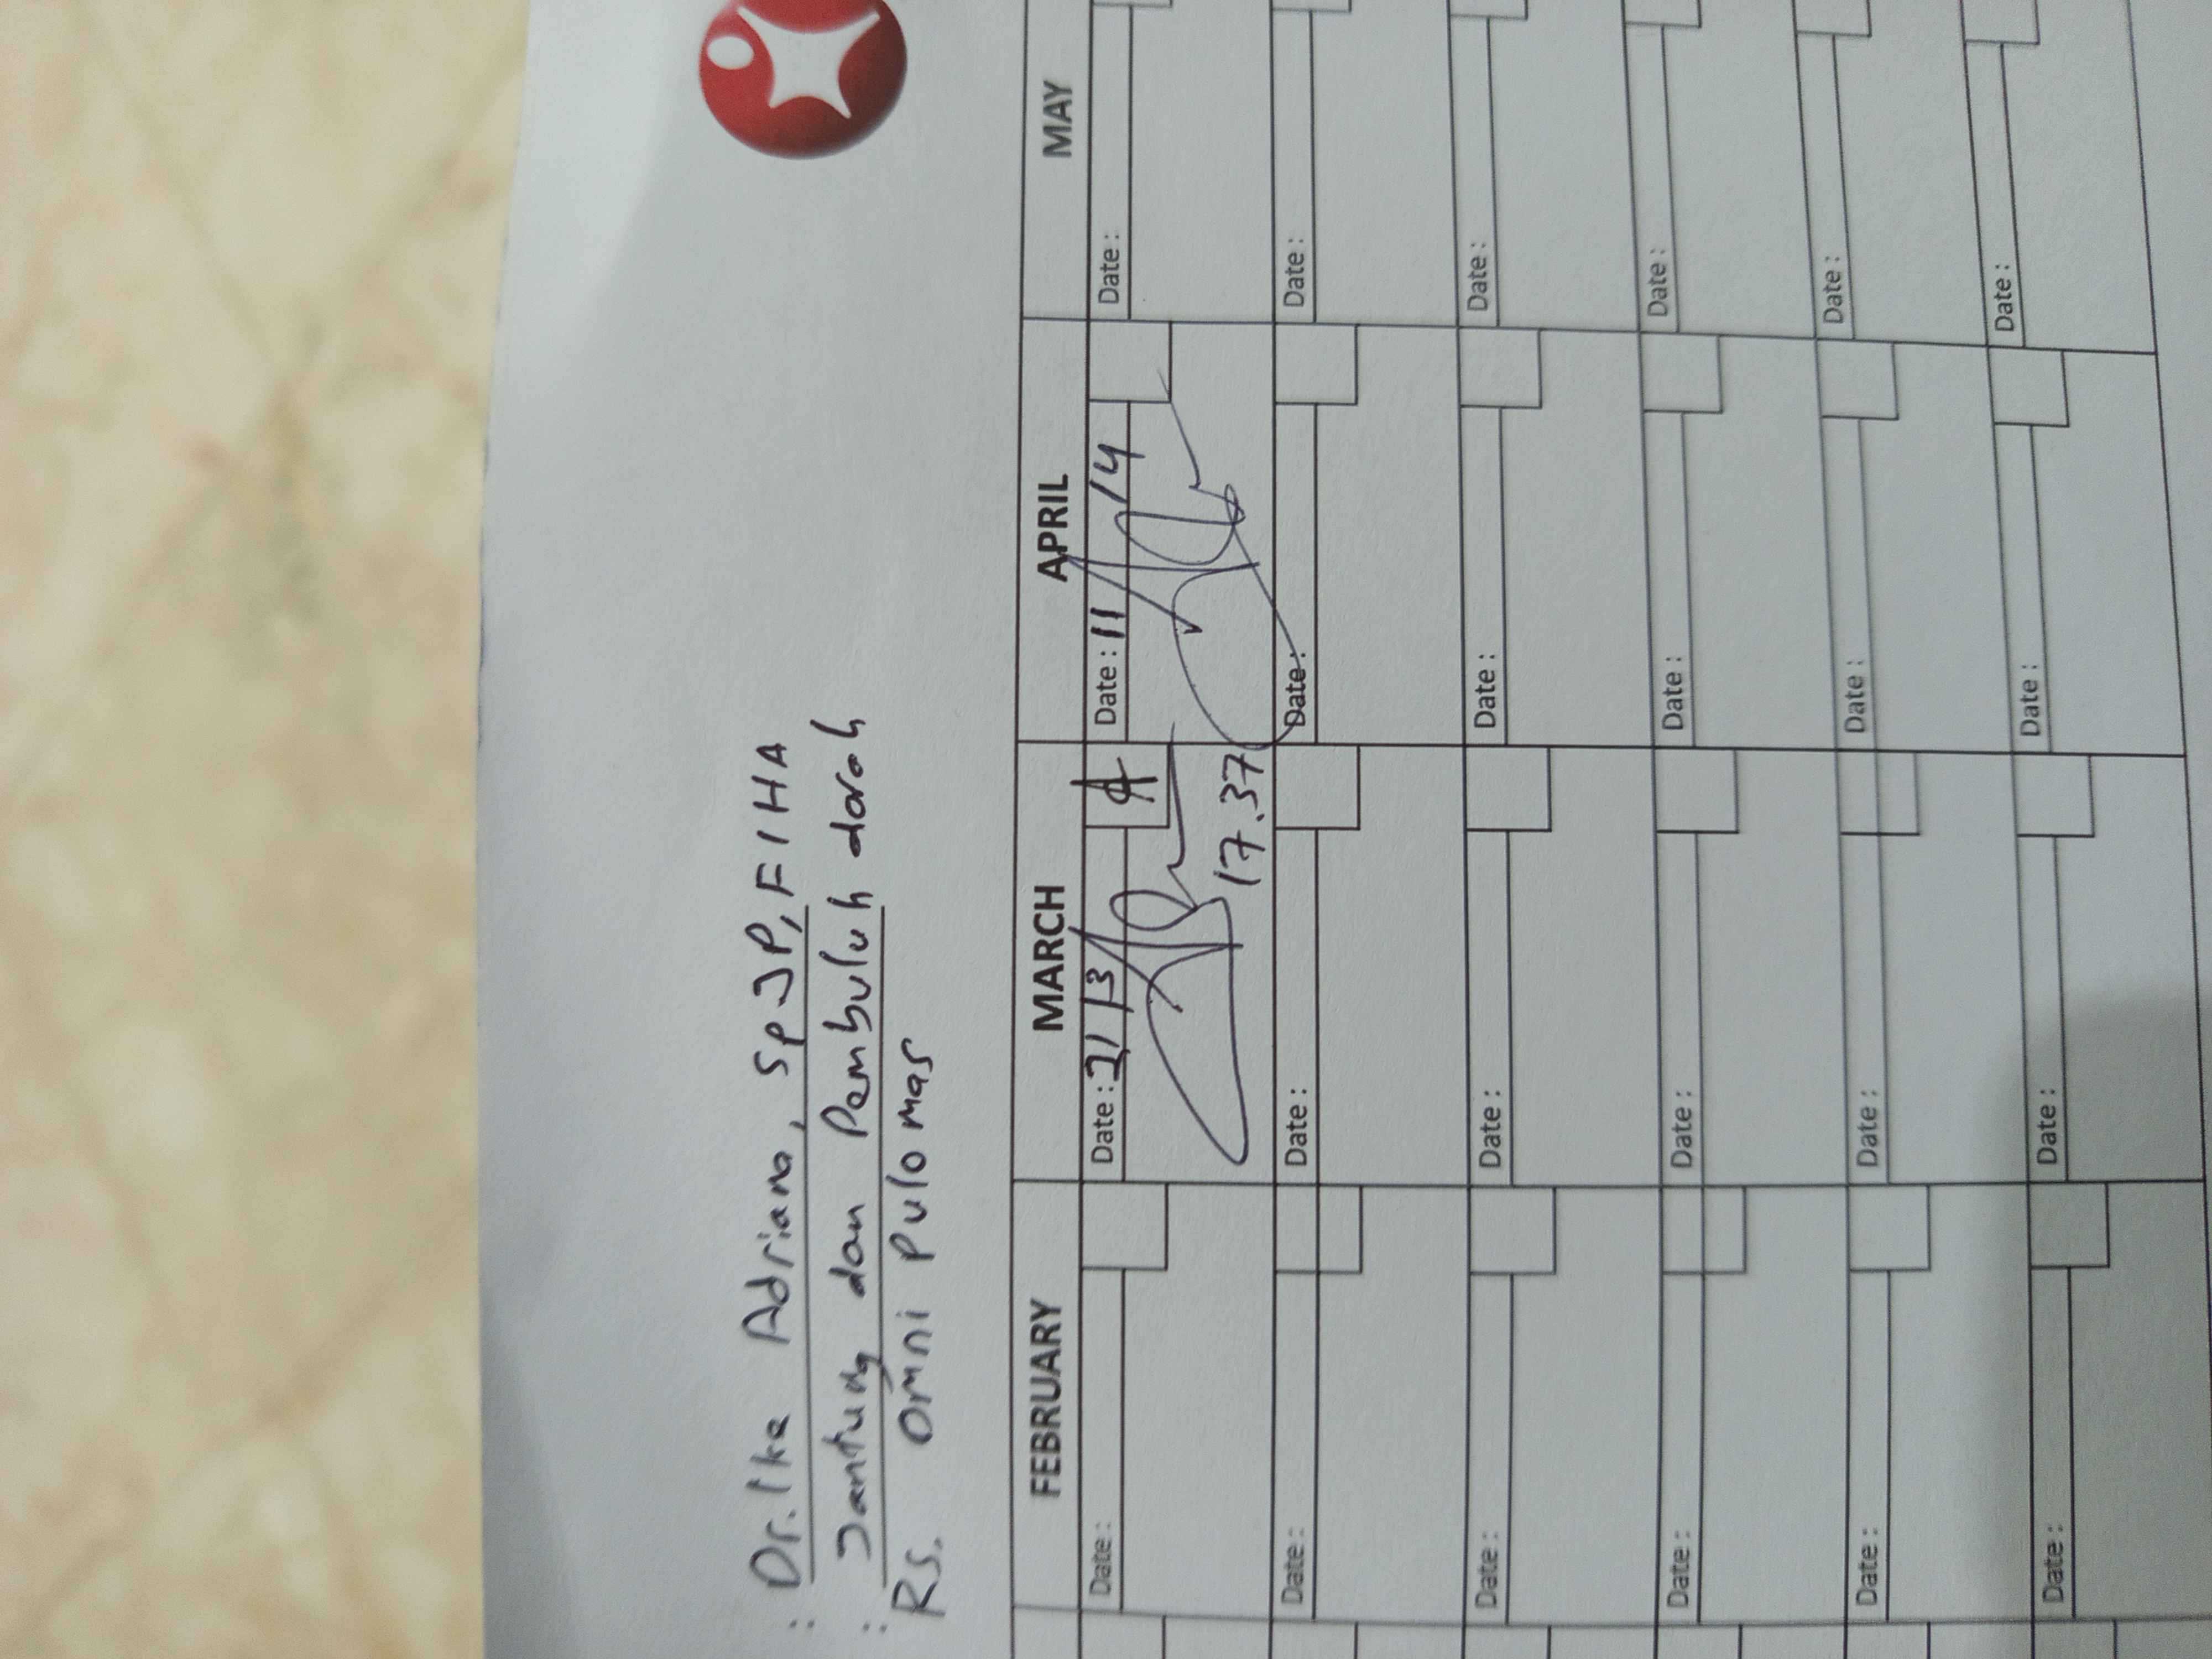 : Dr. Ike Adriana, SpJP, FIHA
: Jantung dan Pembuluh darah
RS. Omni Pulomas
FEBRUARY MARCH APRIL MAY
Date : Date : 21/3 A Date : 11/4 Date :
17.37
Date : Date : Date : Date :
Date : Date : Date : Date :
Date : Date : Date : Date :
Date : Date : Date : Date :
Date : Date : Date : Date :